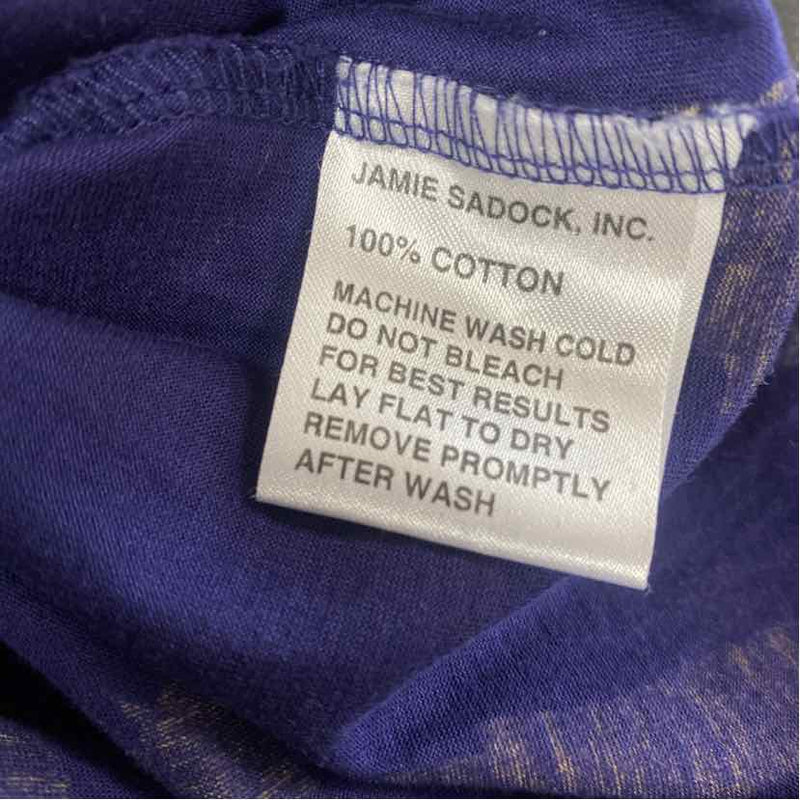 JAMIE SADOCK, INC.
100% COTTON
MACHINE WASH COLD
DO NOT BLEACH
FOR BEST RESULTS
LAY FLAT TO DRY
REMOVE PROMPTLY
AFTER WASH